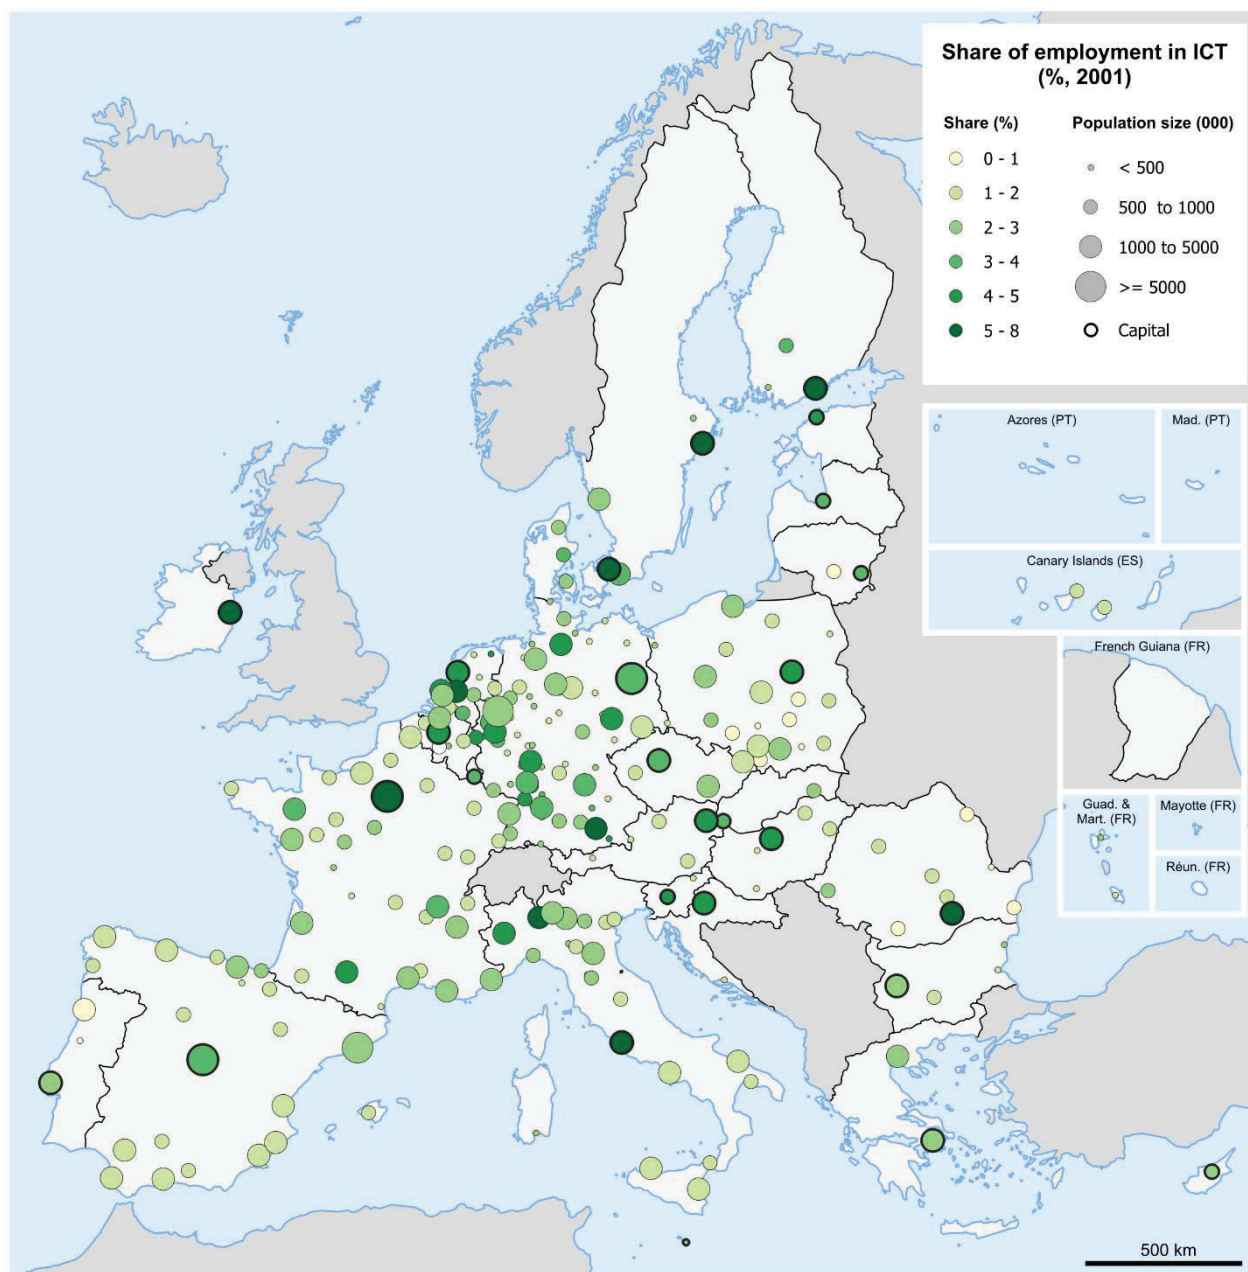 Share of employment in ICT
(%, 2001)
Share (%)
Population size (000)
0 - 1
< 500
1 - 2
500 to 1000
2 - 3
1000 to 5000
3 - 4
>= 5000
4 - 5
Capital
5 - 8
Azores (PT)
Mad. (PT)
Canary Islands (ES)
French Guiana (FR)
Guad. &
Mart. (FR)
Mayotte (FR)
Réun. (FR)
500 km